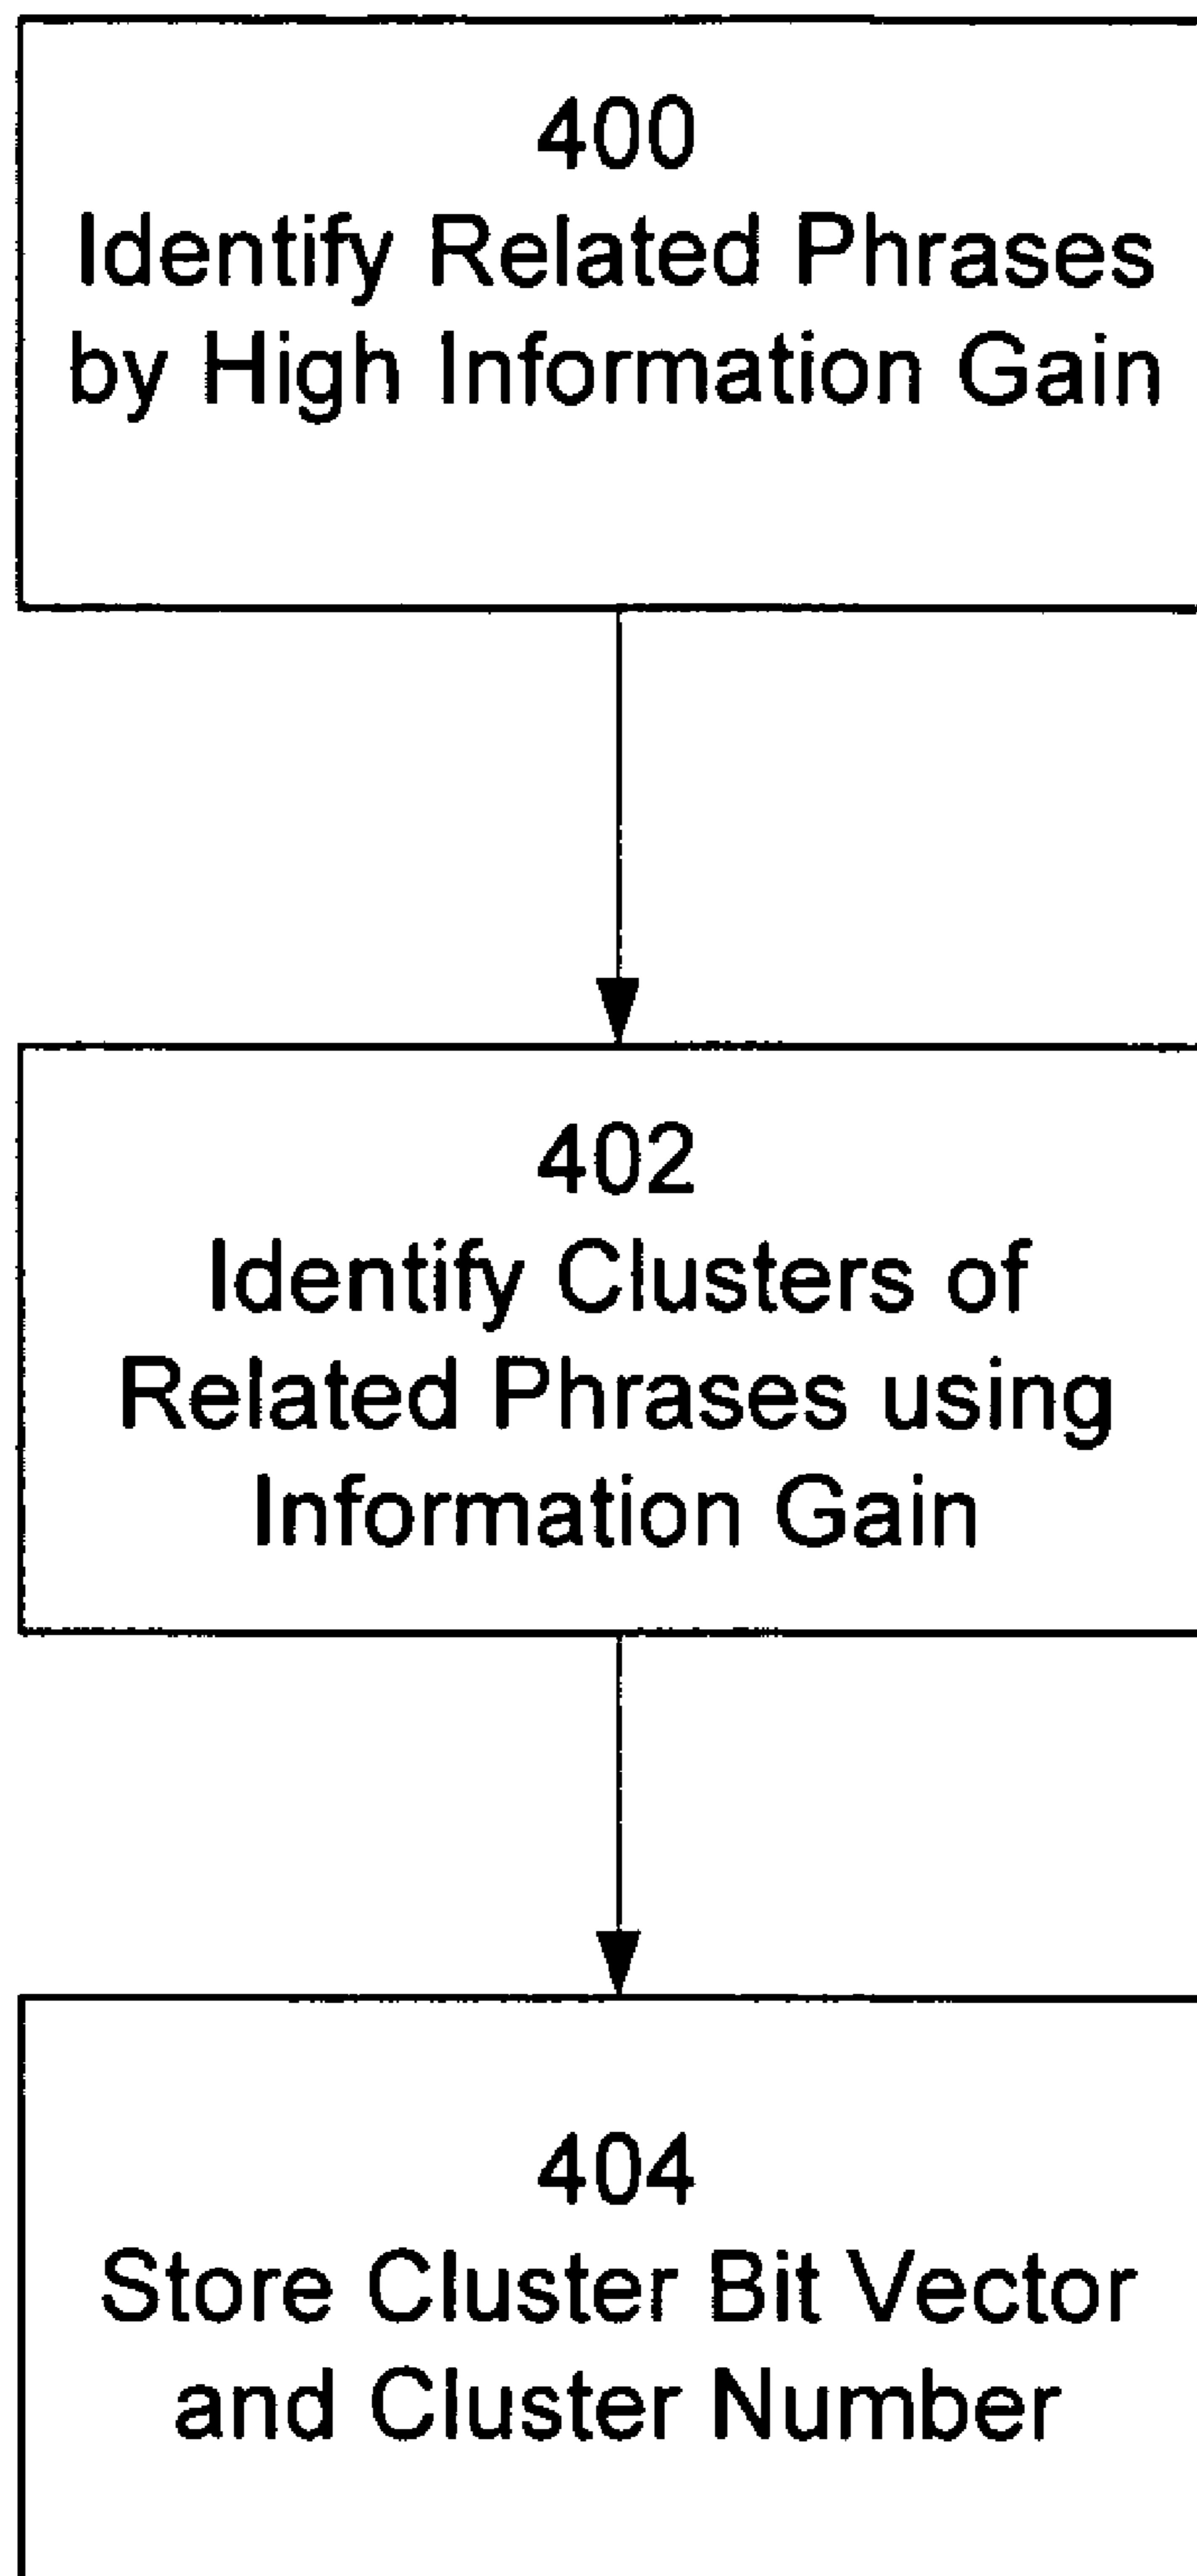 400
Identify Related Phrases
by High Information Gain
402
Identify Clusters of
Related Phrases using
Information Gain
404
Store Cluster Bit Vector
and Cluster Number